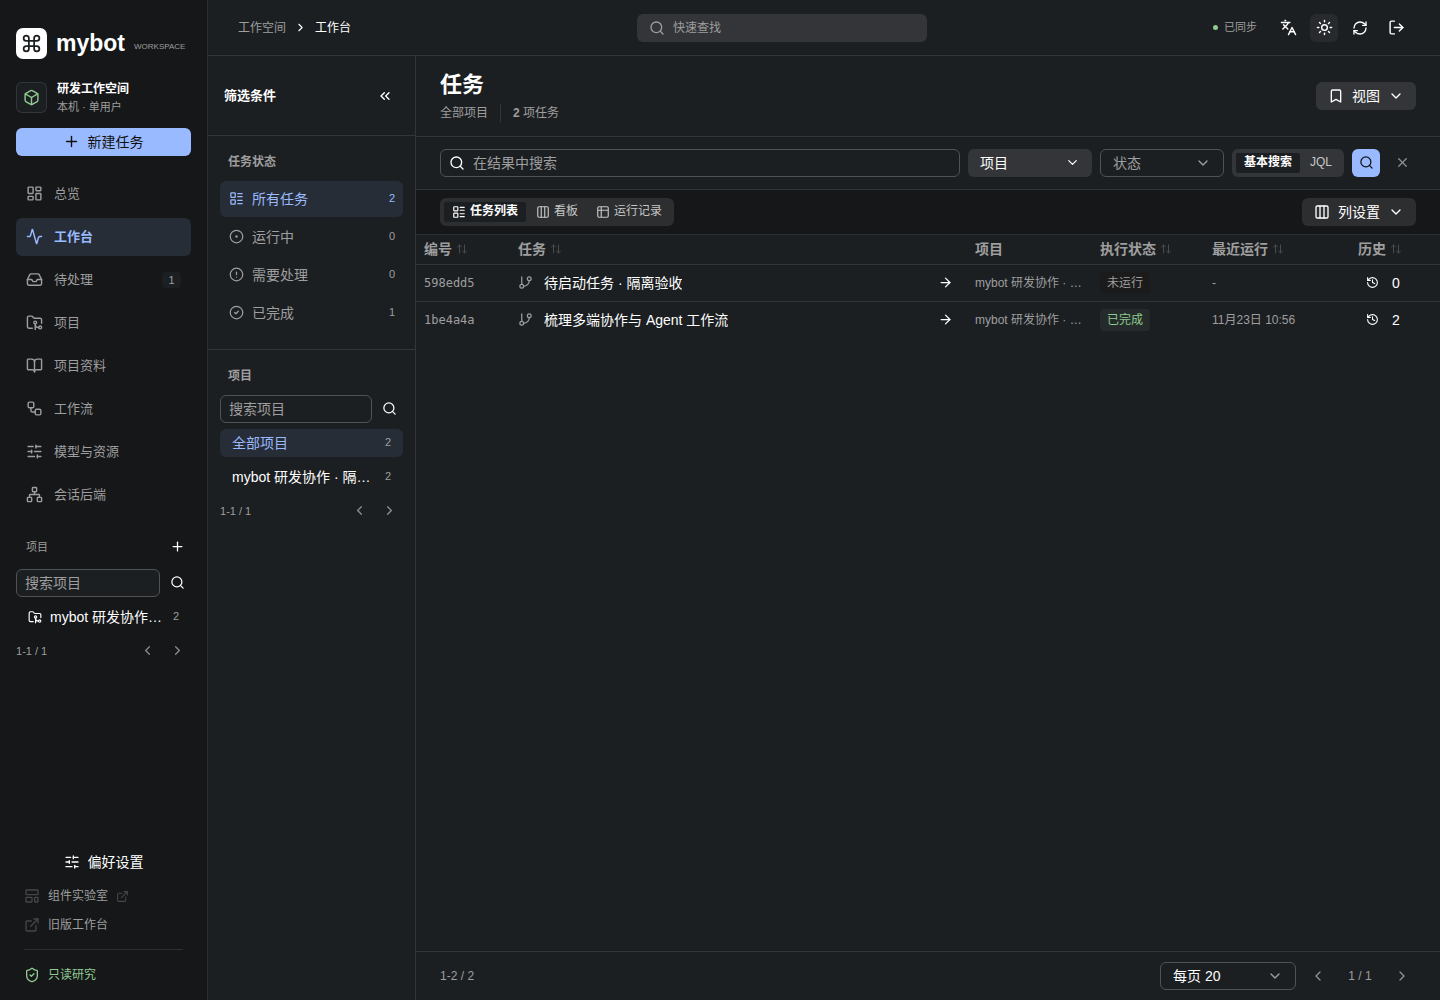 mybot WORKSPACE
研发工作空间
本机 · 单用户
新建任务
总览
工作台
待处理 1
项目
项目资料
工作流
模型与资源
会话后端
项目
搜索项目
mybot 研发协作… 2
1-1 / 1
偏好设置
组件实验室
旧版工作台
只读研究
工作空间 > 工作台
快速查找
已同步
筛选条件
任务状态
所有任务 2
运行中 0
需要处理 0
已完成 1
项目
搜索项目
全部项目 2
mybot 研发协作 · 隔… 2
1-1 / 1
任务
全部项目 2 项任务
视图
在结果中搜索 项目 状态 基本搜索 JQL
任务列表 看板 运行记录 列设置
编号 任务 项目 执行状态 最近运行 历史
598edd5 待启动任务 · 隔离验收 mybot 研发协作 · … 未运行 - 0
1be4a4a 梳理多端协作与 Agent 工作流 mybot 研发协作 · … 已完成 11月23日 10:56 2
1-2 / 2 每页 20 1 / 1